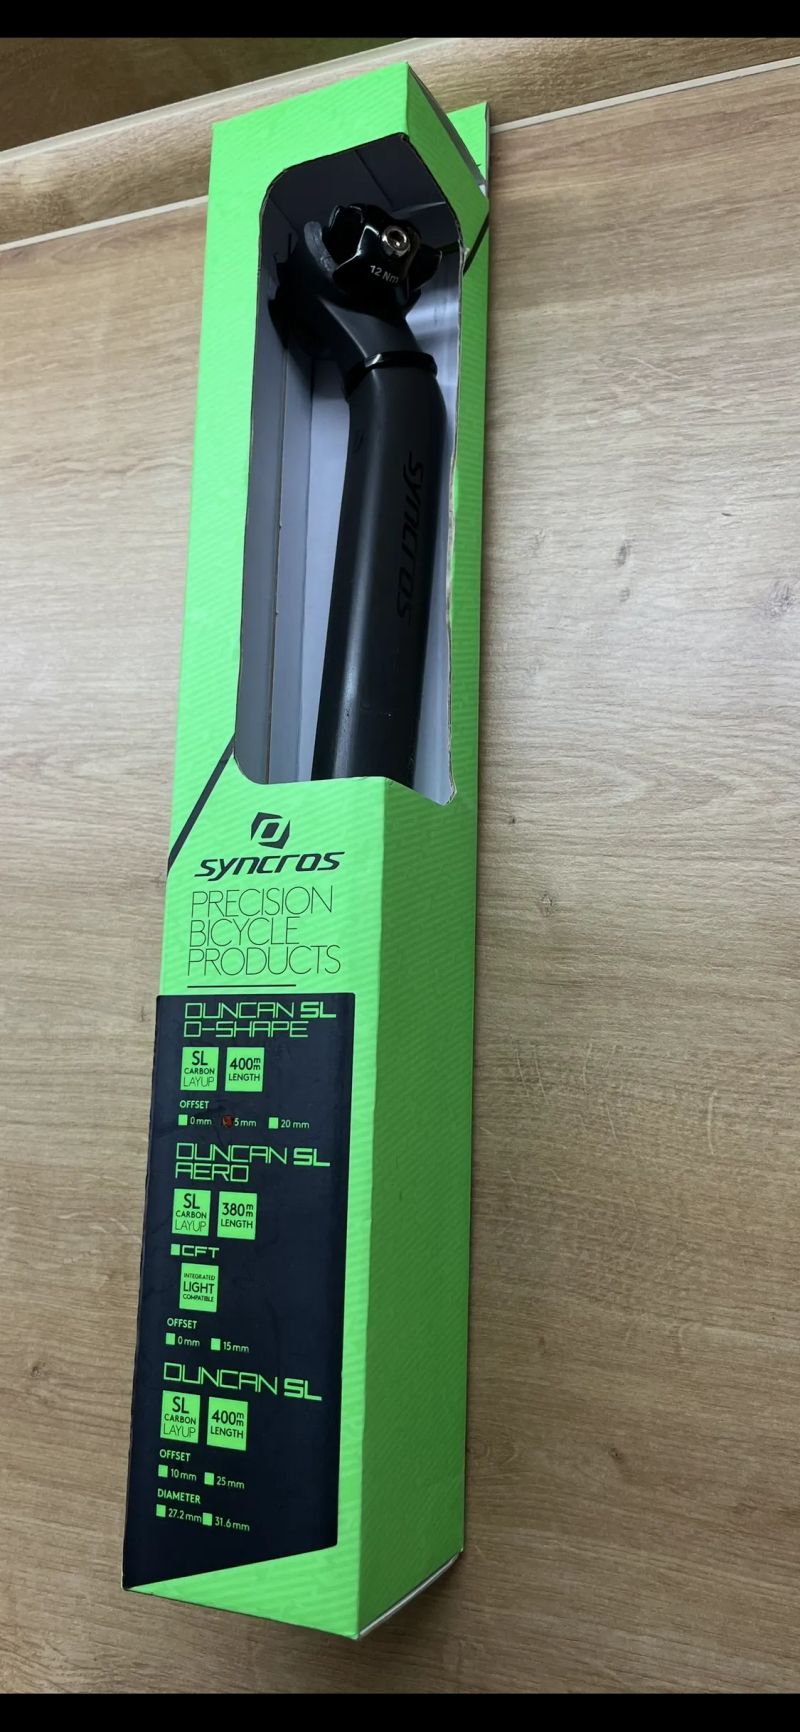 12 Nm
syncros
syncros
PRECISION
BICYCLE
PRODUCTS
DUNCAN SL
D-SHAPE
SL
CARBON
LAYUP
400mm
LENGTH
OFFSET
0 mm 5 mm 20 mm
DUNCAN SL
AERO
SL
CARBON
LAYUP
380mm
LENGTH
CFT
INTEGRATED
LIGHT
COMPATIBLE
OFFSET
0 mm 15 mm
DUNCAN SL
SL
CARBON
LAYUP
400mm
LENGTH
OFFSET
10 mm 25 mm
DIAMETER
27.2 mm 31.6 mm